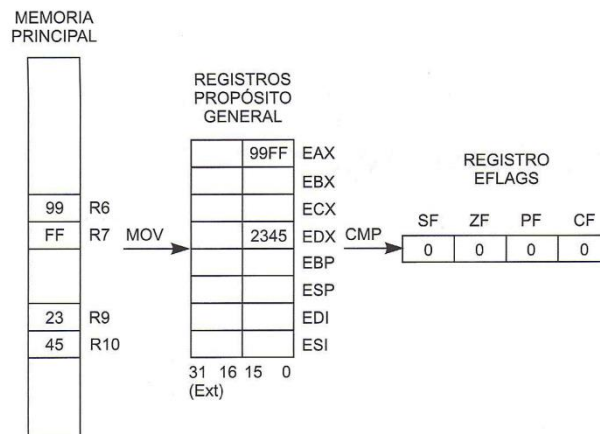 MEMORIA
PRINCIPAL
REGISTROS
PROPÓSITO
GENERAL
REGISTRO
EFLAGS
99FF EAX
EBX
99 R6
ECX
SF ZF PF CF
FF R7 MOV
2345 EDX CMP
0 0 0 0
EBP
ESP
23 R9
EDI
45 R10
ESI
31 16 15 0
(Ext)